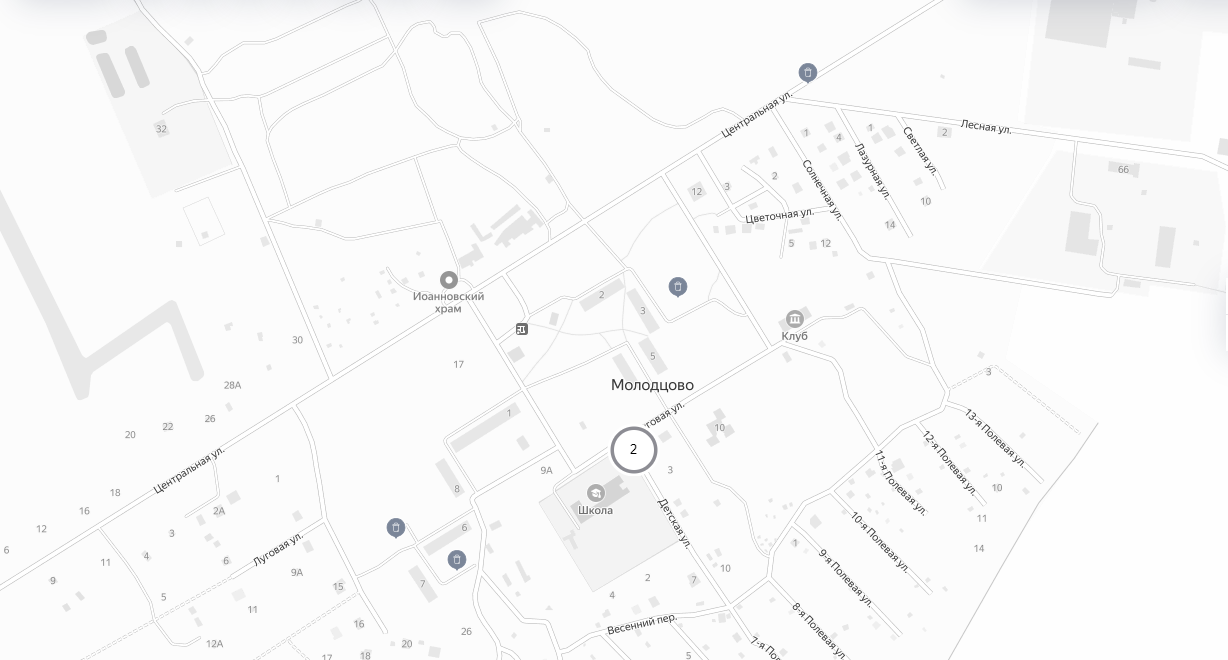 Центральная ул.
Лесная ул.
32
1
4
1
Светлая ул.
2
Лазурная ул.
66
Солнечная ул.
2
12
3
10
Цветочная ул.
14
5
12
Иоанновский
храм
2
3
Клуб
30
17
5
3
28А
Молодцово
26
22
20
1
говая ул.
10
13-я Полевая ул.
12-я Полевая ул.
2
Центральная ул.
9А
3
11-я Полевая ул.
1
8
10
18
Школа
16
2А
Детская ул.
11
10-я Полевая ул.
12
3
6
6
4
Луговая ул.
1
14
9-я Полевая ул.
11
6
9А
10
9
7
2
7
15
5
4
11
8-я Полевая ул.
16
Весенний пер.
26
12А
20
7-я По
17
18
5